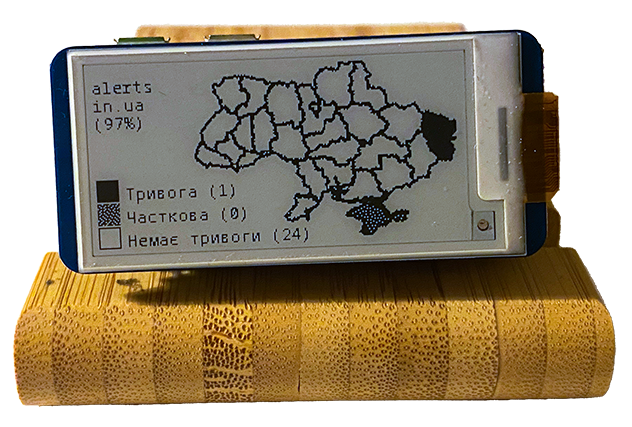 alerts
in.ua
(97%)
Тривога (1)
Часткова (0)
Немає тривоги (24)